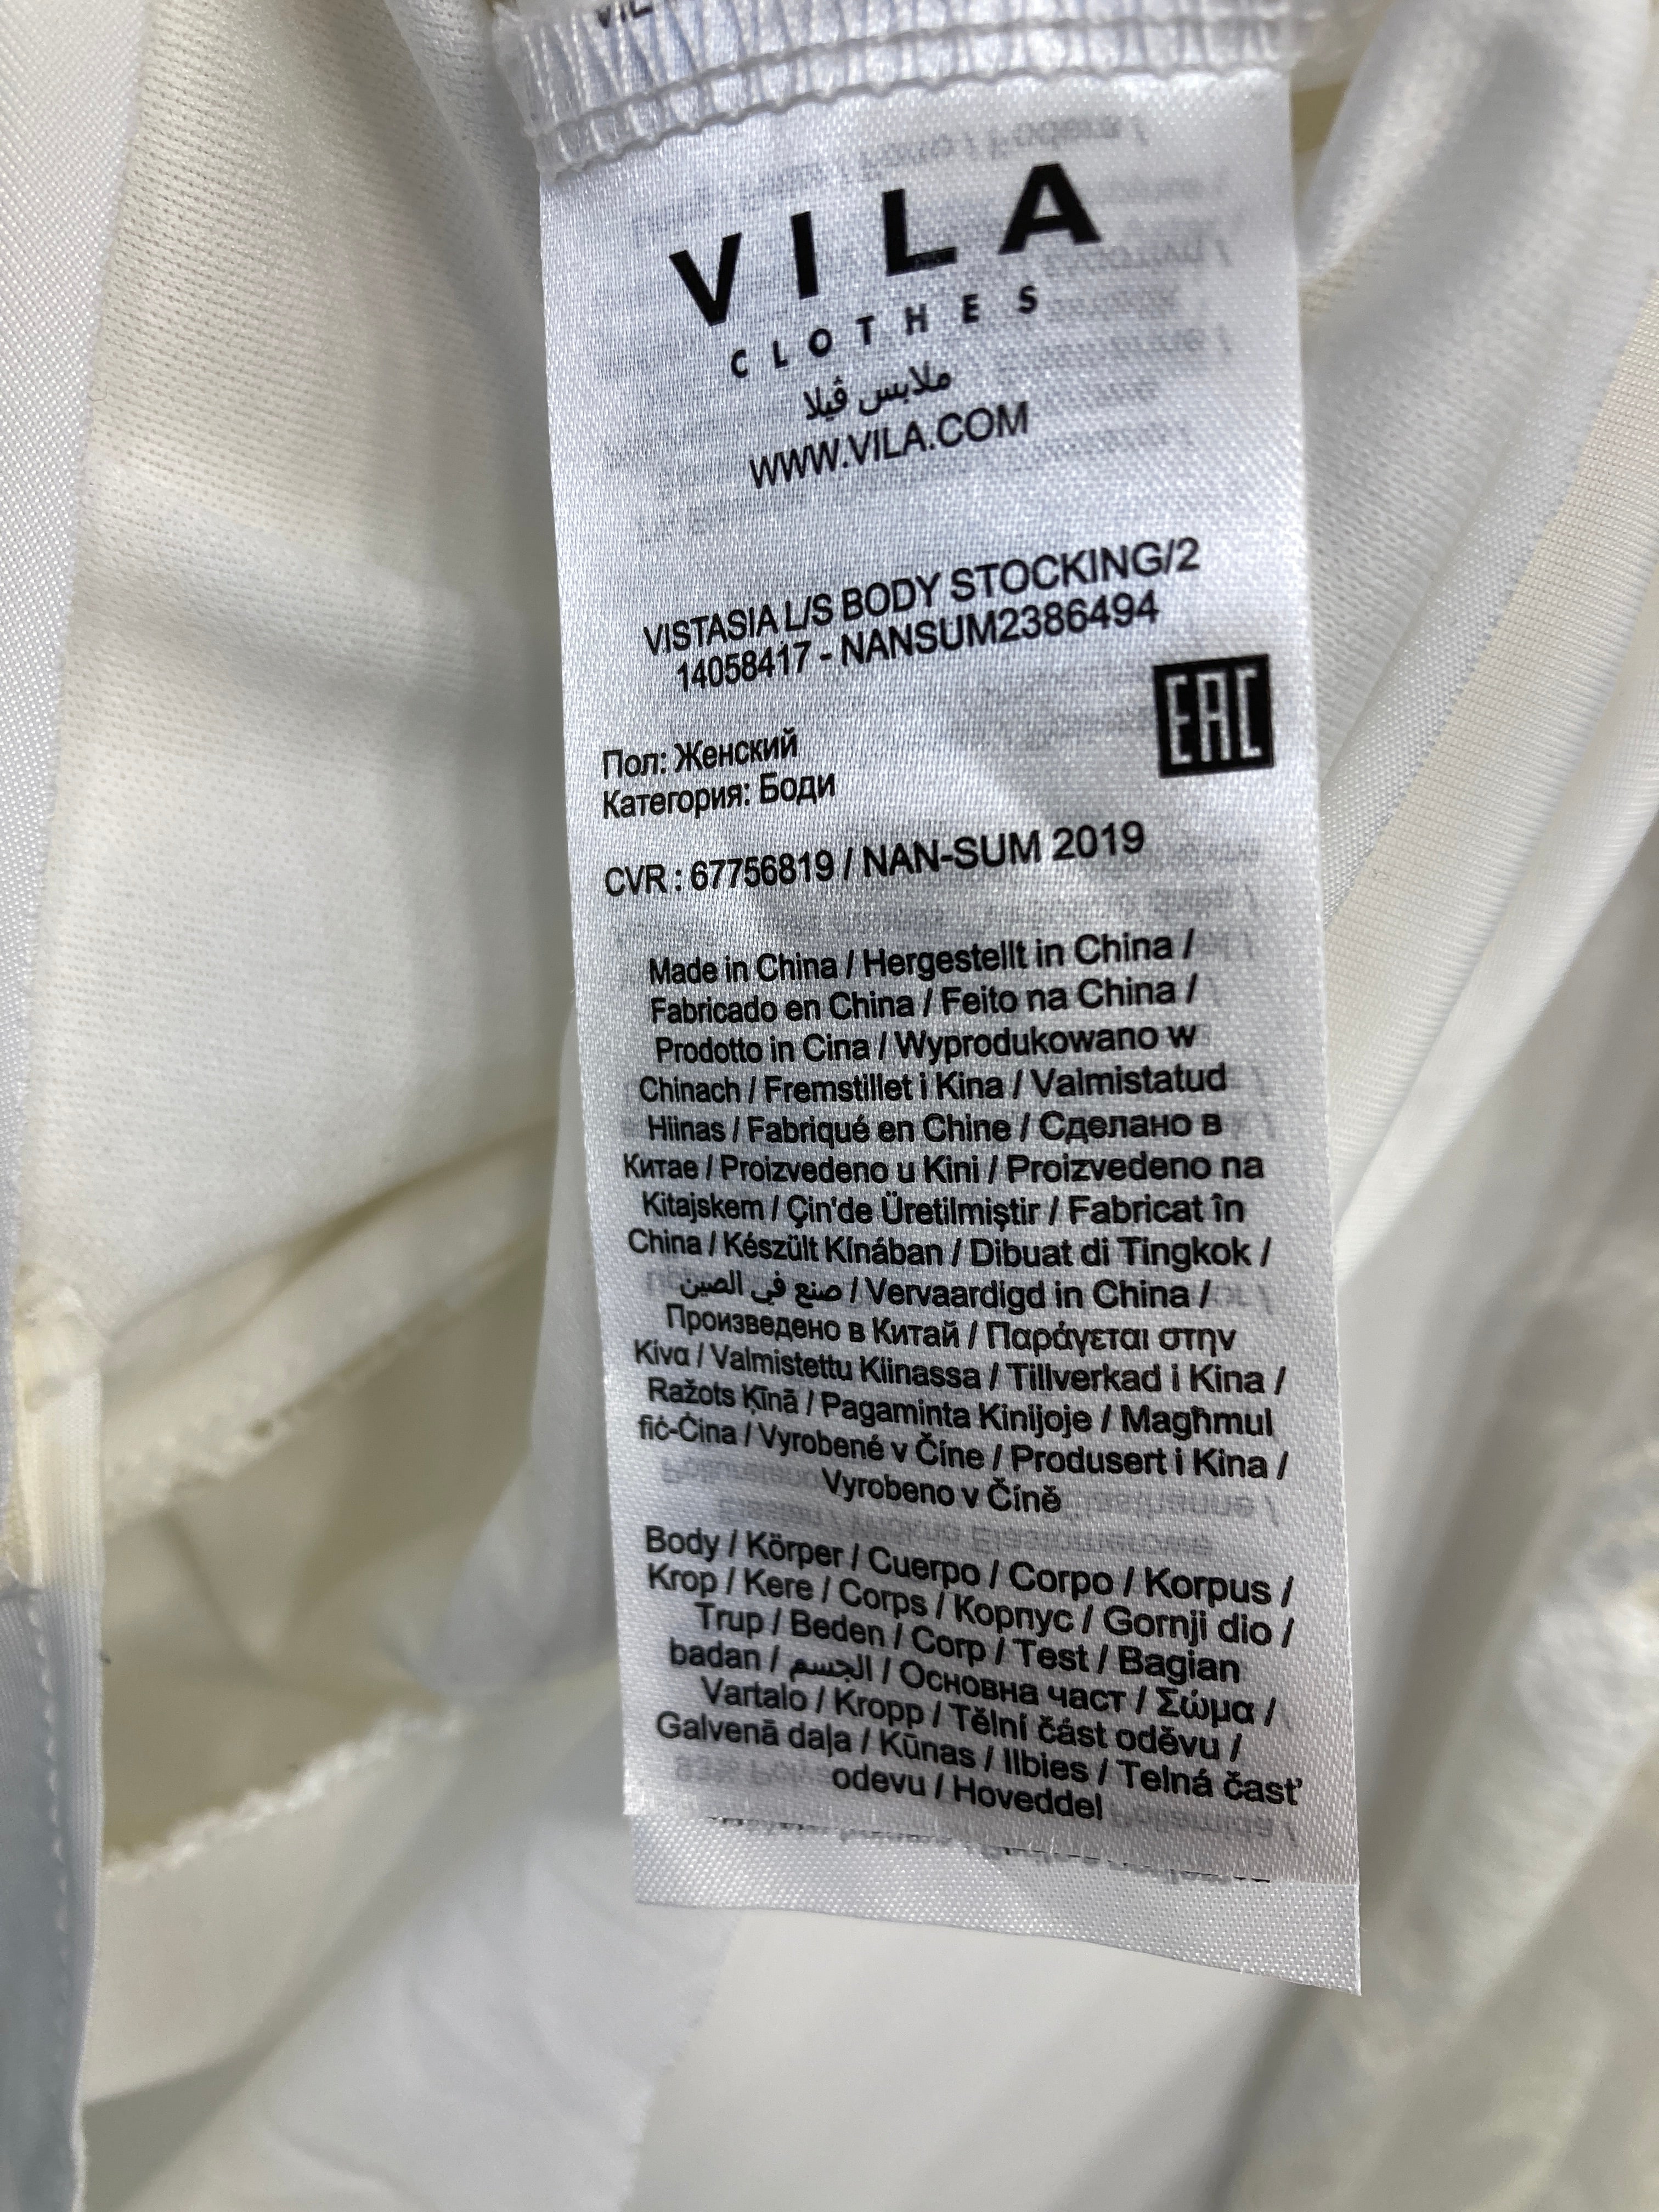 VILA
CLOTHES
ملابس ڤيلا
WWW.VILA.COM
VISTASIA L/S BODY STOCKING/2
14058417 - NANSUM2386494
EAC
Пол: Женский
Категория: Боди
CVR : 67756819 / NAN-SUM 2019
Made in China / Hergestellt in China /
Fabricado en China / Feito na China /
Prodotto in Cina / Wyprodukowano w
Chinach / Fremstillet i Kina / Valmistatud
Hiinas / Fabriqué en Chine / Сделано в
Китае / Proizvedeno u Kini / Proizvedeno na
Kitajskem / Çin'de Üretilmiştir / Fabricat în
China / Készült Kínában / Dibuat di Tingkok /
صنع في الصين / Vervaardigd in China /
Произведено в Китай / Παράγεται στην
Κίνα / Valmistettu Kiinassa / Tillverkad i Kina /
Ražots Ķīnā / Pagaminta Kinijoje / Magħmul
fiċ-Ċina / Vyrobené v Číne / Produsert i Kina /
Vyrobeno v Číně
Body / Körper / Cuerpo / Corpo / Korpus /
Krop / Kere / Corps / Корпус / Gornji dio /
Trup / Beden / Corp / Test / Bagian
badan / الجسم / Основна част / Σώμα /
Vartalo / Kropp / Tělní část oděvu /
Galvenā daļa / Kūnas / Ilbies / Telná časť
odevu / Hoveddel